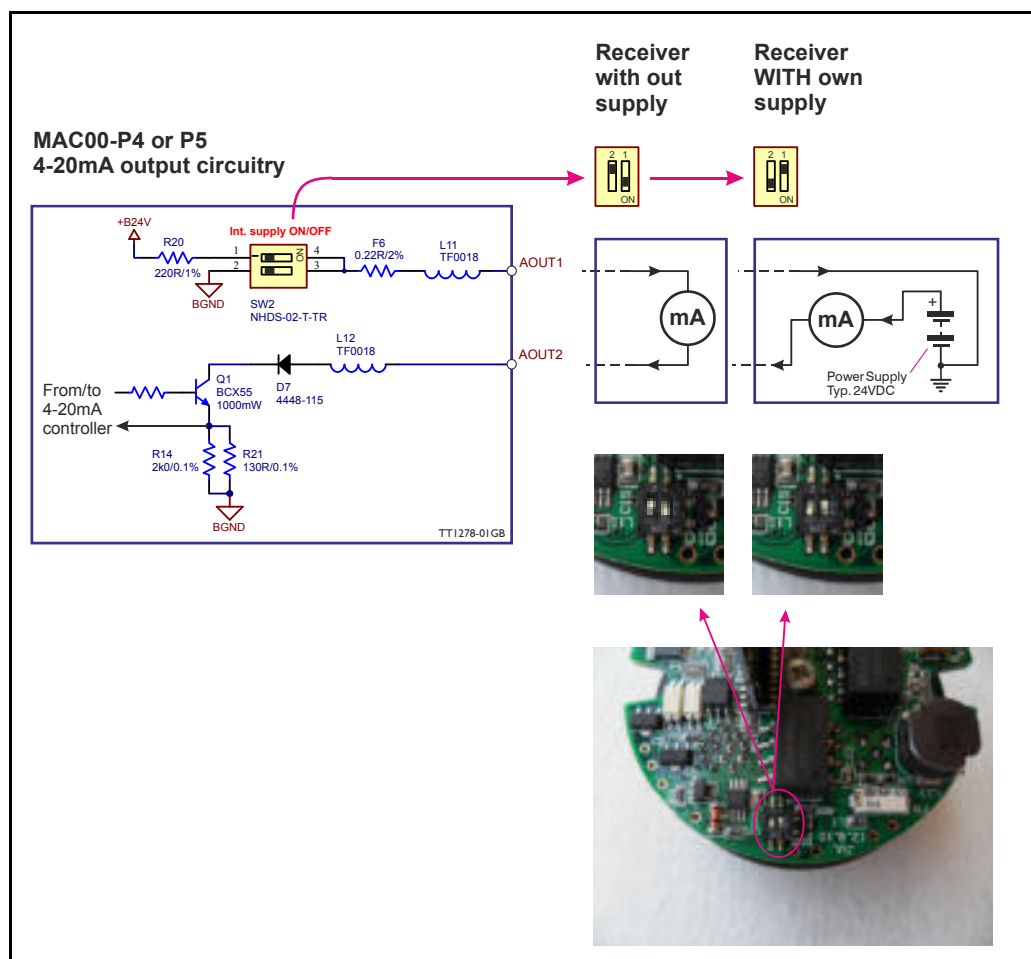 Receiver
with out
supply
Receiver
WITH own
supply
MAC00-P4 or P5
4-20mA output circuitry
2 1
ON
2 1
ON
+B24V
R20
220R/1%
Int. supply ON/OFF
1
2
ON
4
3
SW2
NHDS-02-T-TR
BGND
F6
0.22R/2%
L11
TF0018
AOUT1
L12
TF0018
AOUT2
D7
4448-115
Q1
BCX55
1000mW
From/to
4-20mA
controller
R14
2k0/0.1%
R21
130R/0.1%
BGND
TT1278-01GB
mA
mA
+
Power Supply
Typ. 24VDC